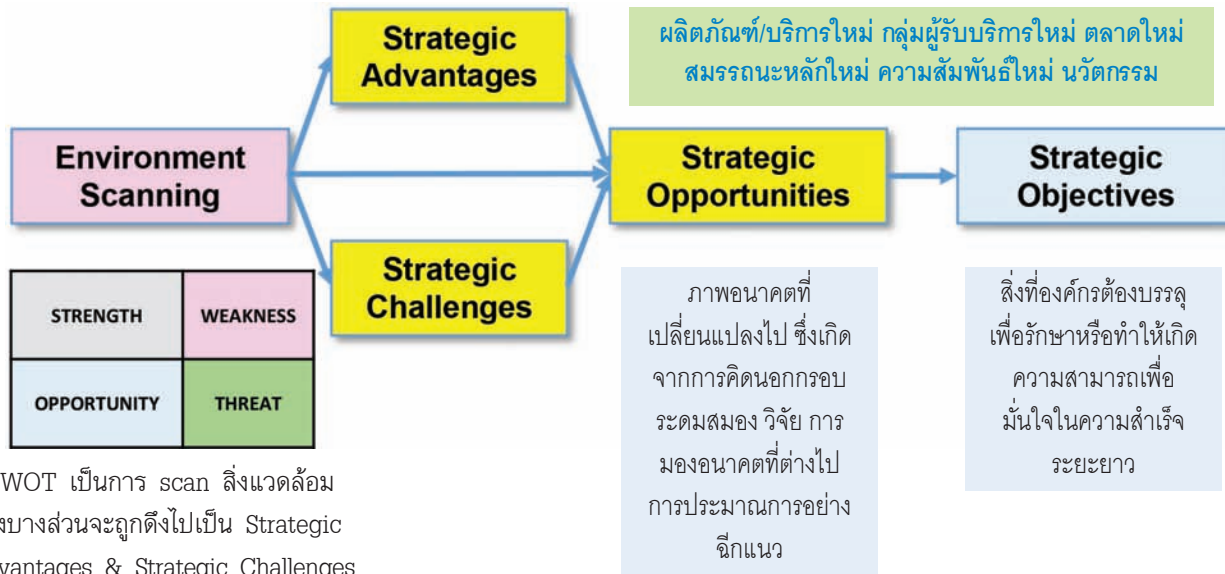 Strategic
Advantages
ผลิตภัณฑ์/บริการใหม่ กลุ่มผู้รับบริการใหม่ ตลาดใหม่
สมรรถนะหลักใหม่ ความสัมพันธ์ใหม่ นวัตกรรม
Environment
Scanning
Strategic
Opportunities
Strategic
Objectives
Strategic
Challenges
STRENGTH
WEAKNESS
OPPORTUNITY
THREAT
ภาพอนาคตที่
เปลี่ยนแปลงไป ซึ่งเกิด
จากการคิดนอกกรอบ
ระดมสมอง วิจัย การ
มองอนาคตที่ต่างไป
การประมาณการอย่าง
ฉีกแนว
สิ่งที่องค์กรต้องบรรลุ
เพื่อรักษาหรือทำให้เกิด
ความสามารถเพื่อ
มั่นใจในความสำเร็จ
ระยะยาว
WOT เป็นการ scan สิ่งแวดล้อม
งบางส่วนจะถูกดึงไปเป็น Strategic
vantages & Strategic Challenges